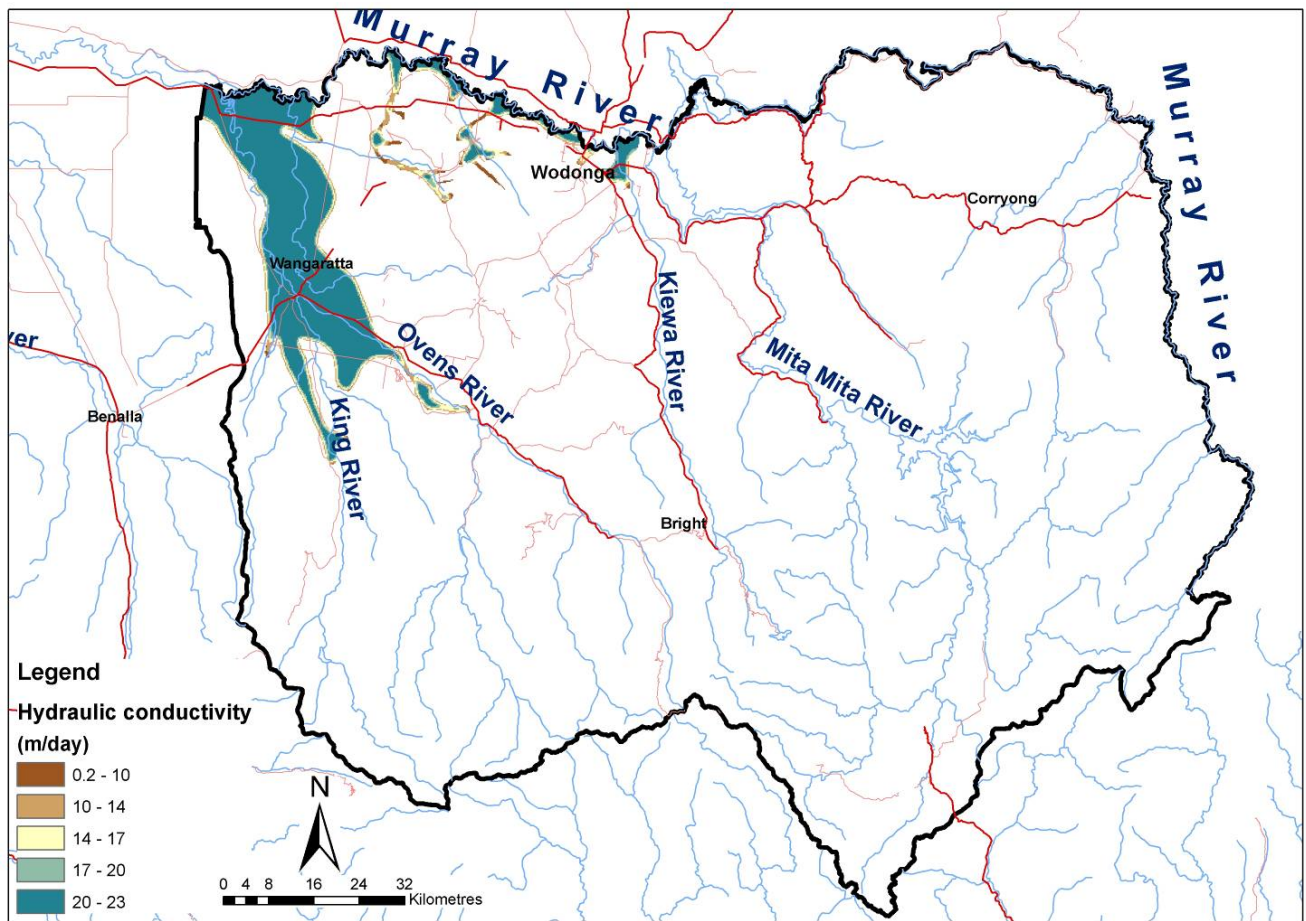 Murray River
Murray River
Wodonga
Corryong
Wangaratta
Kiewa River
Ovens River
Mita Mita River
ver
Benalla
King River
Bright
Legend
Hydraulic conductivity
(m/day)
0.2 - 10
10 - 14
14 - 17
17 - 20
20 - 23
N
0 4 8 16 24 32
Kilometres